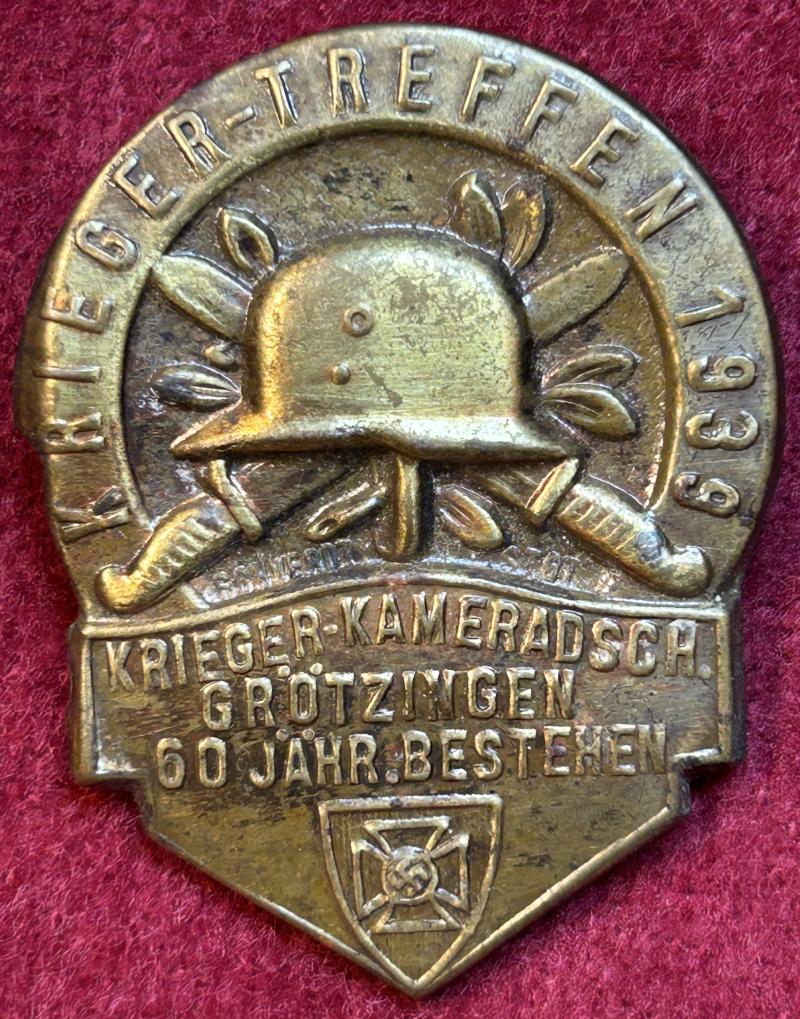 KRIEGER-TREFFEN 1939
KRIEGER-KAMERADSCH.
GRÖTZINGEN
60 JÄHR. BESTEHEN